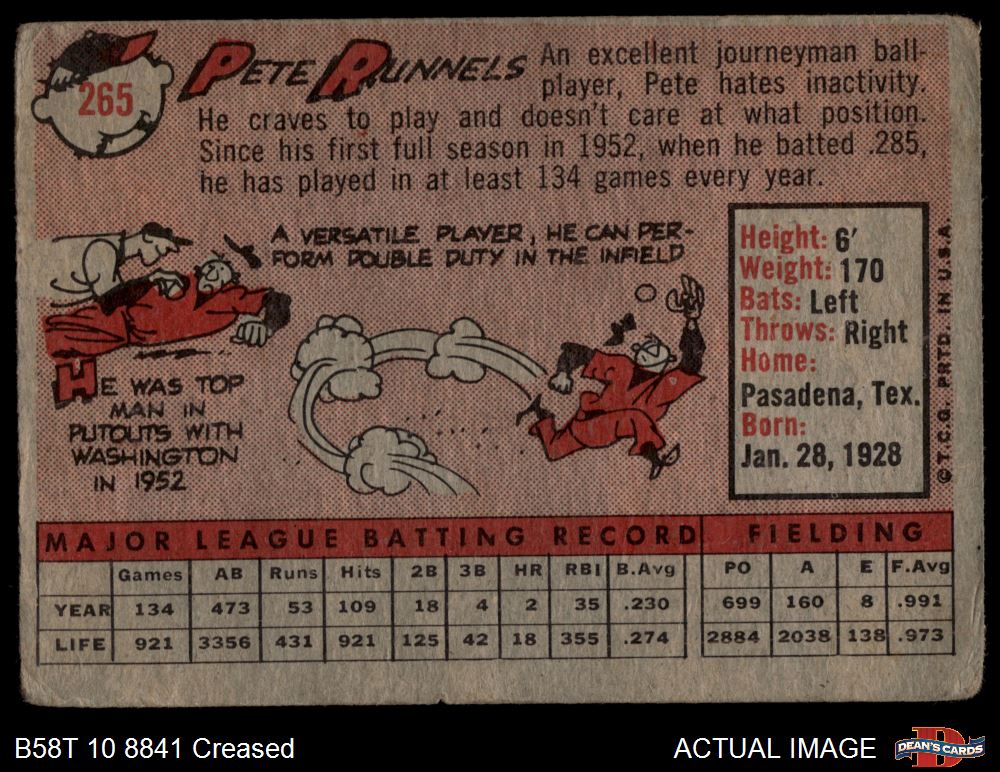 265
PETE RUNNELS
An excellent journeyman ball-
player, Pete hates inactivity.
He craves to play and doesn't care at what position.
Since his first full season in 1952, when he batted .285,
he has played in at least 134 games every year.
A VERSATILE PLAYER, HE CAN PER-
FORM DOUBLE DUTY IN THE INFIELD
HE WAS TOP
MAN IN
PUTOUTS WITH
WASHINGTON
IN 1952
Height: 6'
Weight: 170
Bats: Left
Throws: Right
Home:
Pasadena, Tex.
Born:
Jan. 28, 1928
© T.C.G. PRTD. IN U.S.A.
MAJOR LEAGUE BATTING RECORD FIELDING
Games AB Runs Hits 2B 3B HR RBI B.Avg PO A E F.Avg
YEAR 134 473 53 109 18 4 2 35 .230 699 160 8 .991
LIFE 921 3356 431 921 125 42 18 355 .274 2884 2038 138 .973
B58T 10 8841 Creased
ACTUAL IMAGE
DEAN'S CARDS